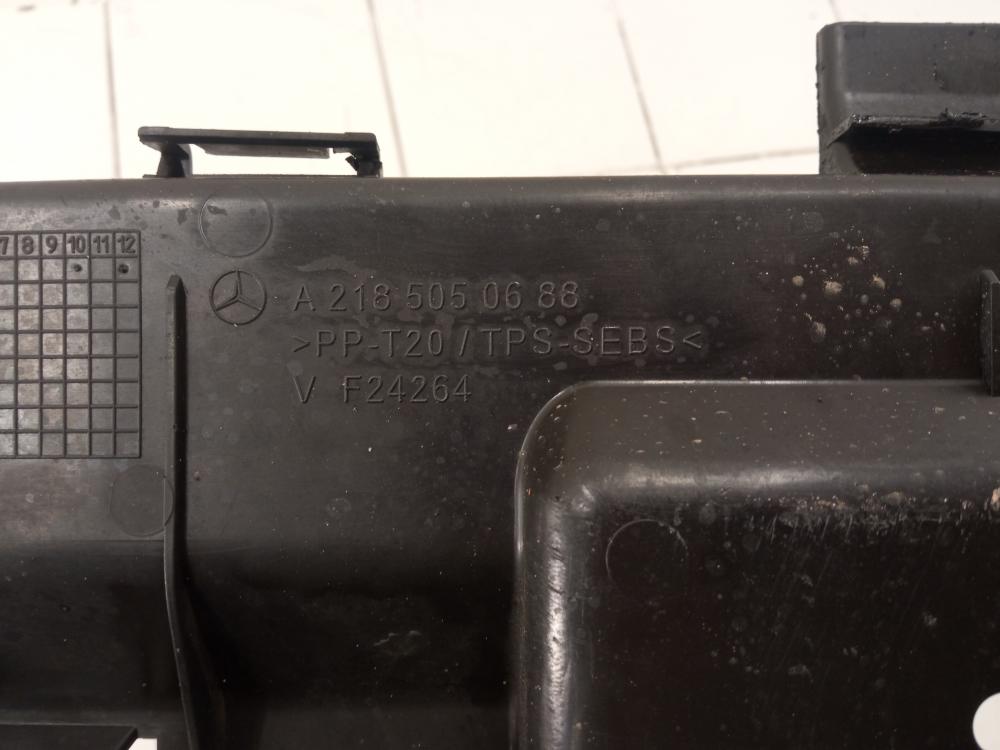 7 8 9 10 11 12
A 218 505 06 88
>PP-T20 / TPS-SEBS<
V F24264